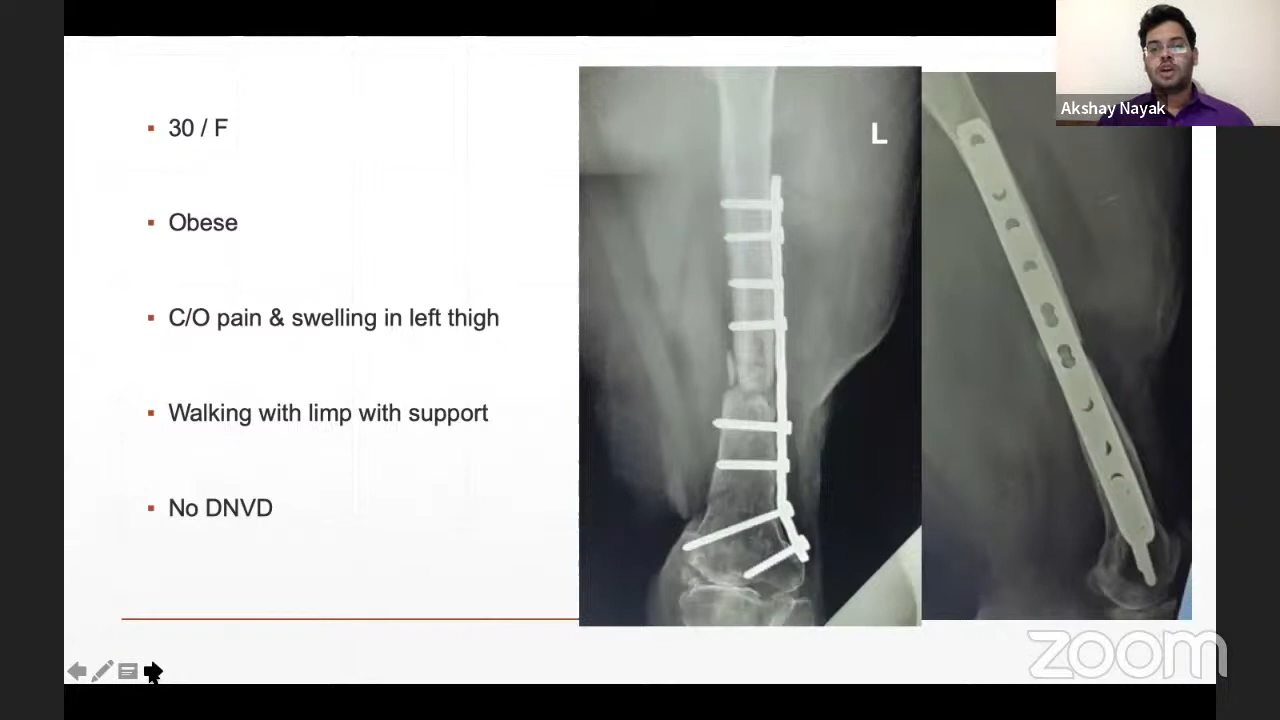 30 / F
Obese
C/O pain & swelling in left thigh
Walking with limp with support
No DNVD
L
Akshay Nayak
zoom